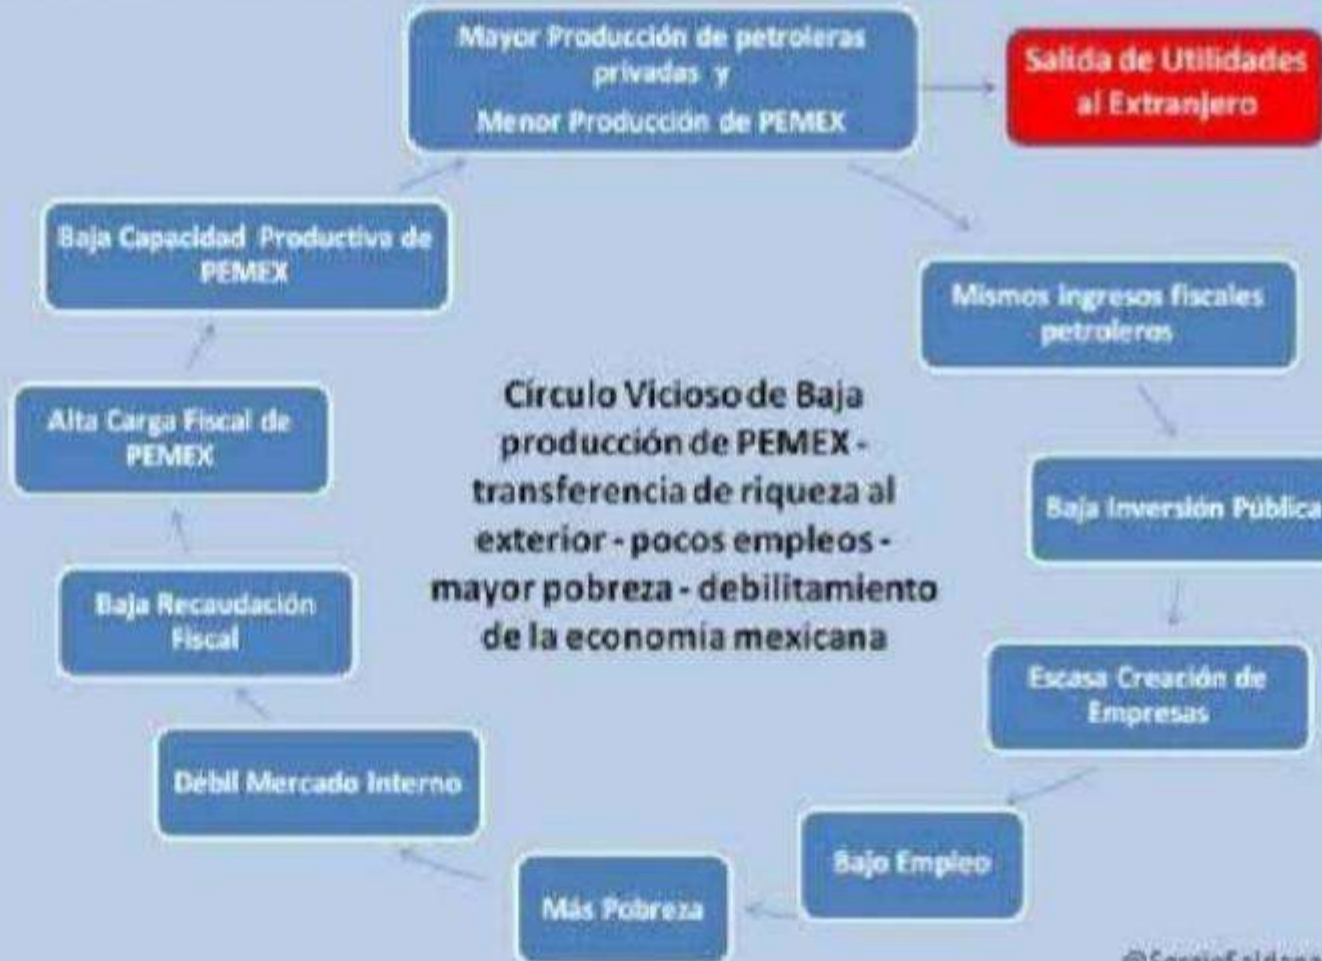 Mayor Producción de petroleras
privadas y
Menor Producción de PEMEX
Salida de Utilidades
al Extranjero
Mismos ingresos fiscales
petroleros
Baja Inversión Pública
Escasa Creación de
Empresas
Bajo Empleo
Más Pobreza
Débil Mercado Interno
Baja Recaudación
Fiscal
Alta Carga Fiscal de
PEMEX
Baja Capacidad Productiva de
PEMEX
Círculo Vicioso de Baja
producción de PEMEX -
transferencia de riqueza al
exterior - pocos empleos -
mayor pobreza - debilitamiento
de la economía mexicana